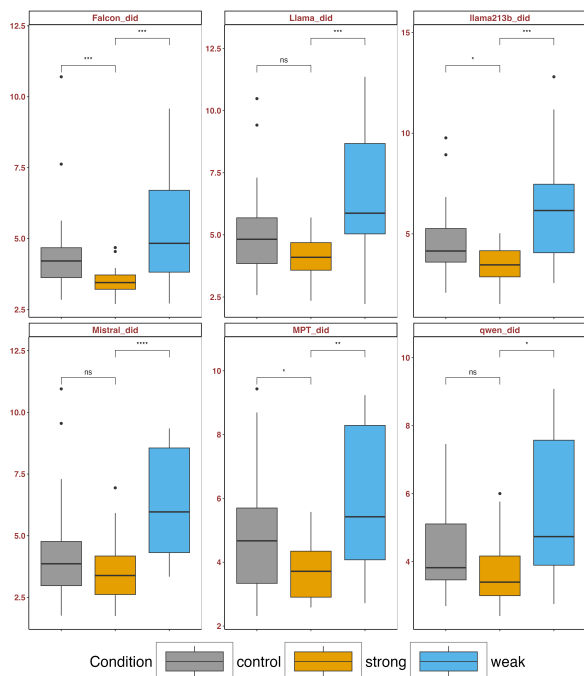 Falcon_did Llama_did llama213b_did
12.5 12.5 15
*** *** ns *** * ***
10.0 10.0 10
7.5 7.5
5.0 5.0 5
2.5 2.5
Mistral_did MPT_did qwen_did
12.5 10 10
ns **** * ** ns *
10.0 8 8
7.5 6 6
5.0 4 4
2.5 2
Condition control strong weak